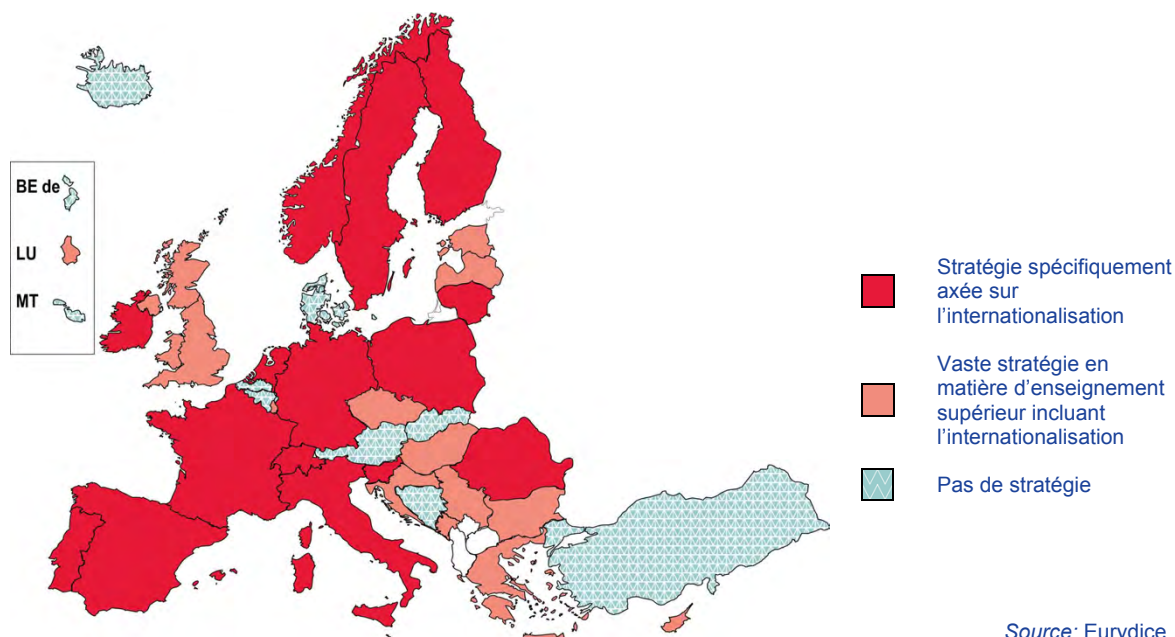 BE de
LU
MT
Stratégie spécifiquement
axée sur
l’internationalisation
Vaste stratégie en
matière d’enseignement
supérieur incluant
l’internationalisation
Pas de stratégie
Source: Eurydice.